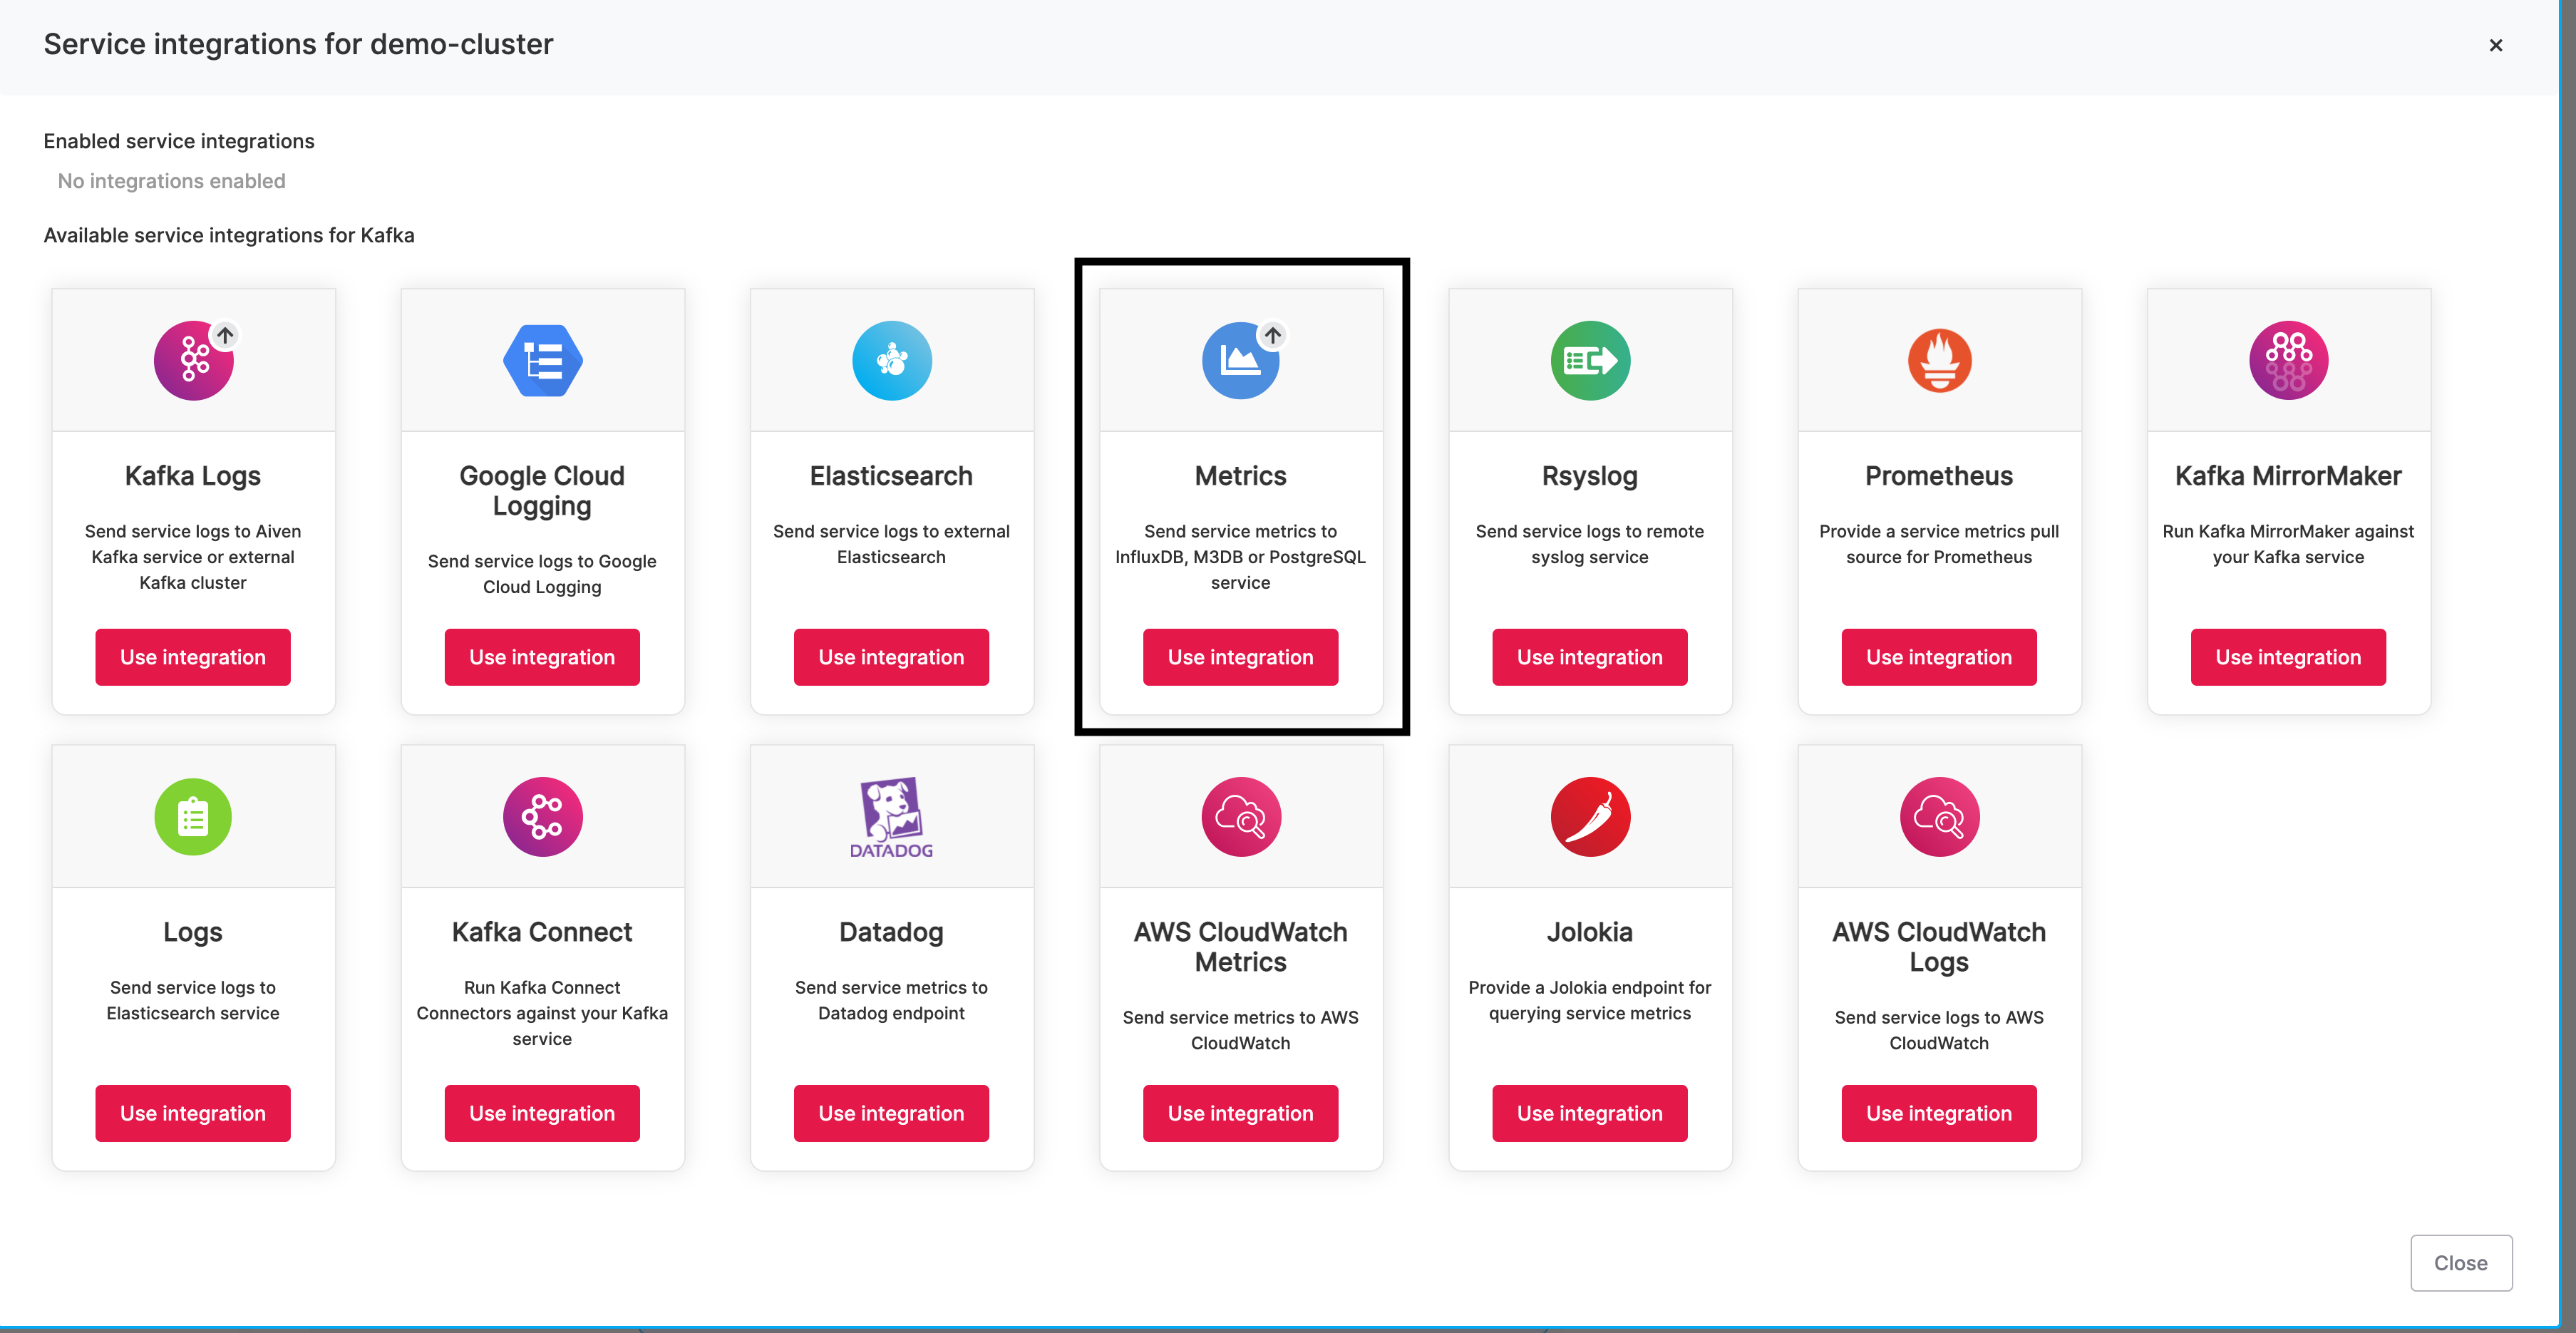 Service integrations for demo-cluster
×
Enabled service integrations
No integrations enabled
Available service integrations for Kafka
Kafka Logs
Send service logs to Aiven
Kafka service or external
Kafka cluster
Use integration
Google Cloud
Logging
Send service logs to Google
Cloud Logging
Use integration
Elasticsearch
Send service logs to external
Elasticsearch
Use integration
Metrics
Send service metrics to
InfluxDB, M3DB or PostgreSQL
service
Use integration
Rsyslog
Send service logs to remote
syslog service
Use integration
Prometheus
Provide a service metrics pull
source for Prometheus
Use integration
Kafka MirrorMaker
Run Kafka MirrorMaker against
your Kafka service
Use integration
Logs
Send service logs to
Elasticsearch service
Use integration
Kafka Connect
Run Kafka Connect
Connectors against your Kafka
service
Use integration
DATADOG
Datadog
Send service metrics to
Datadog endpoint
Use integration
AWS CloudWatch
Metrics
Send service metrics to AWS
CloudWatch
Use integration
Jolokia
Provide a Jolokia endpoint for
querying service metrics
Use integration
AWS CloudWatch
Logs
Send service logs to AWS
CloudWatch
Use integration
Close